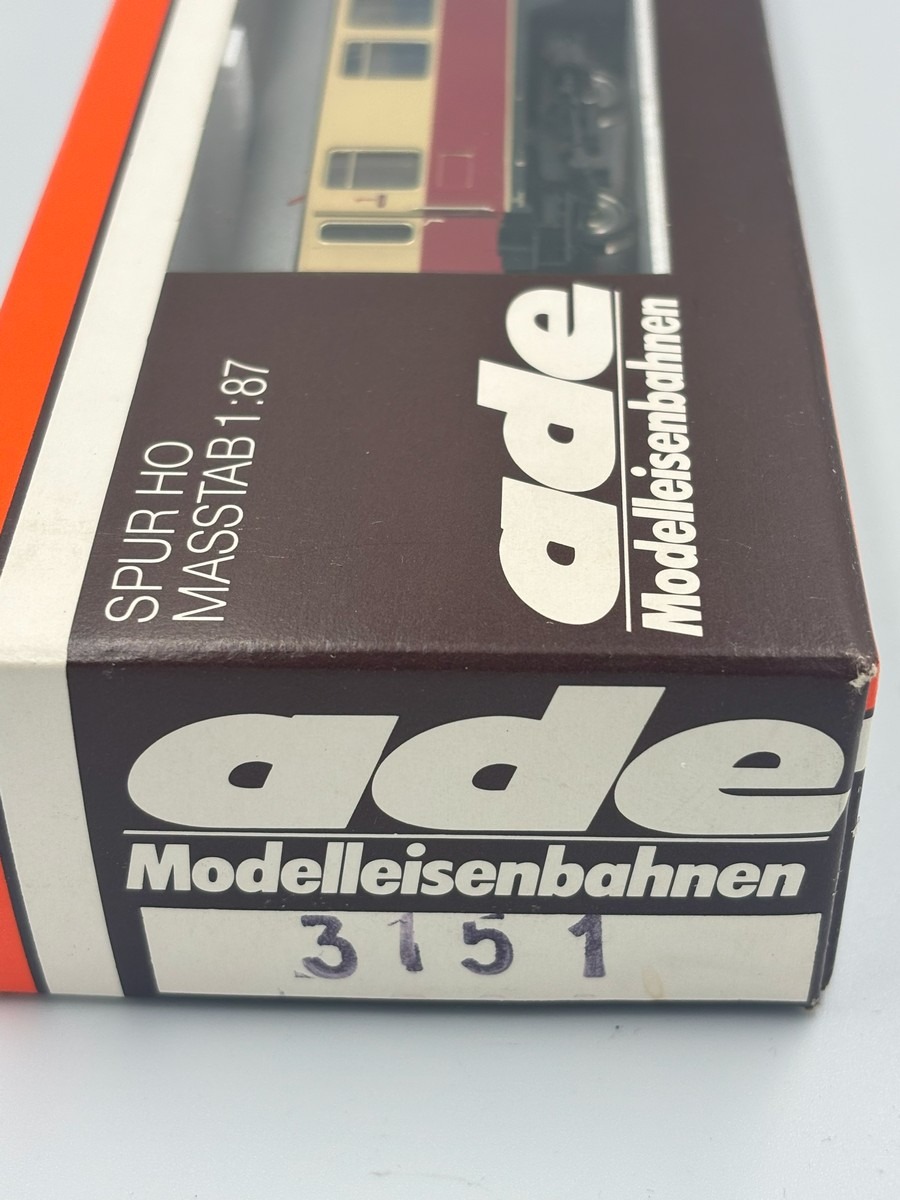 SPUR HO
MASSTAB 1:87
ade
Modelleisenbahnen
ade
Modelleisenbahnen
3151